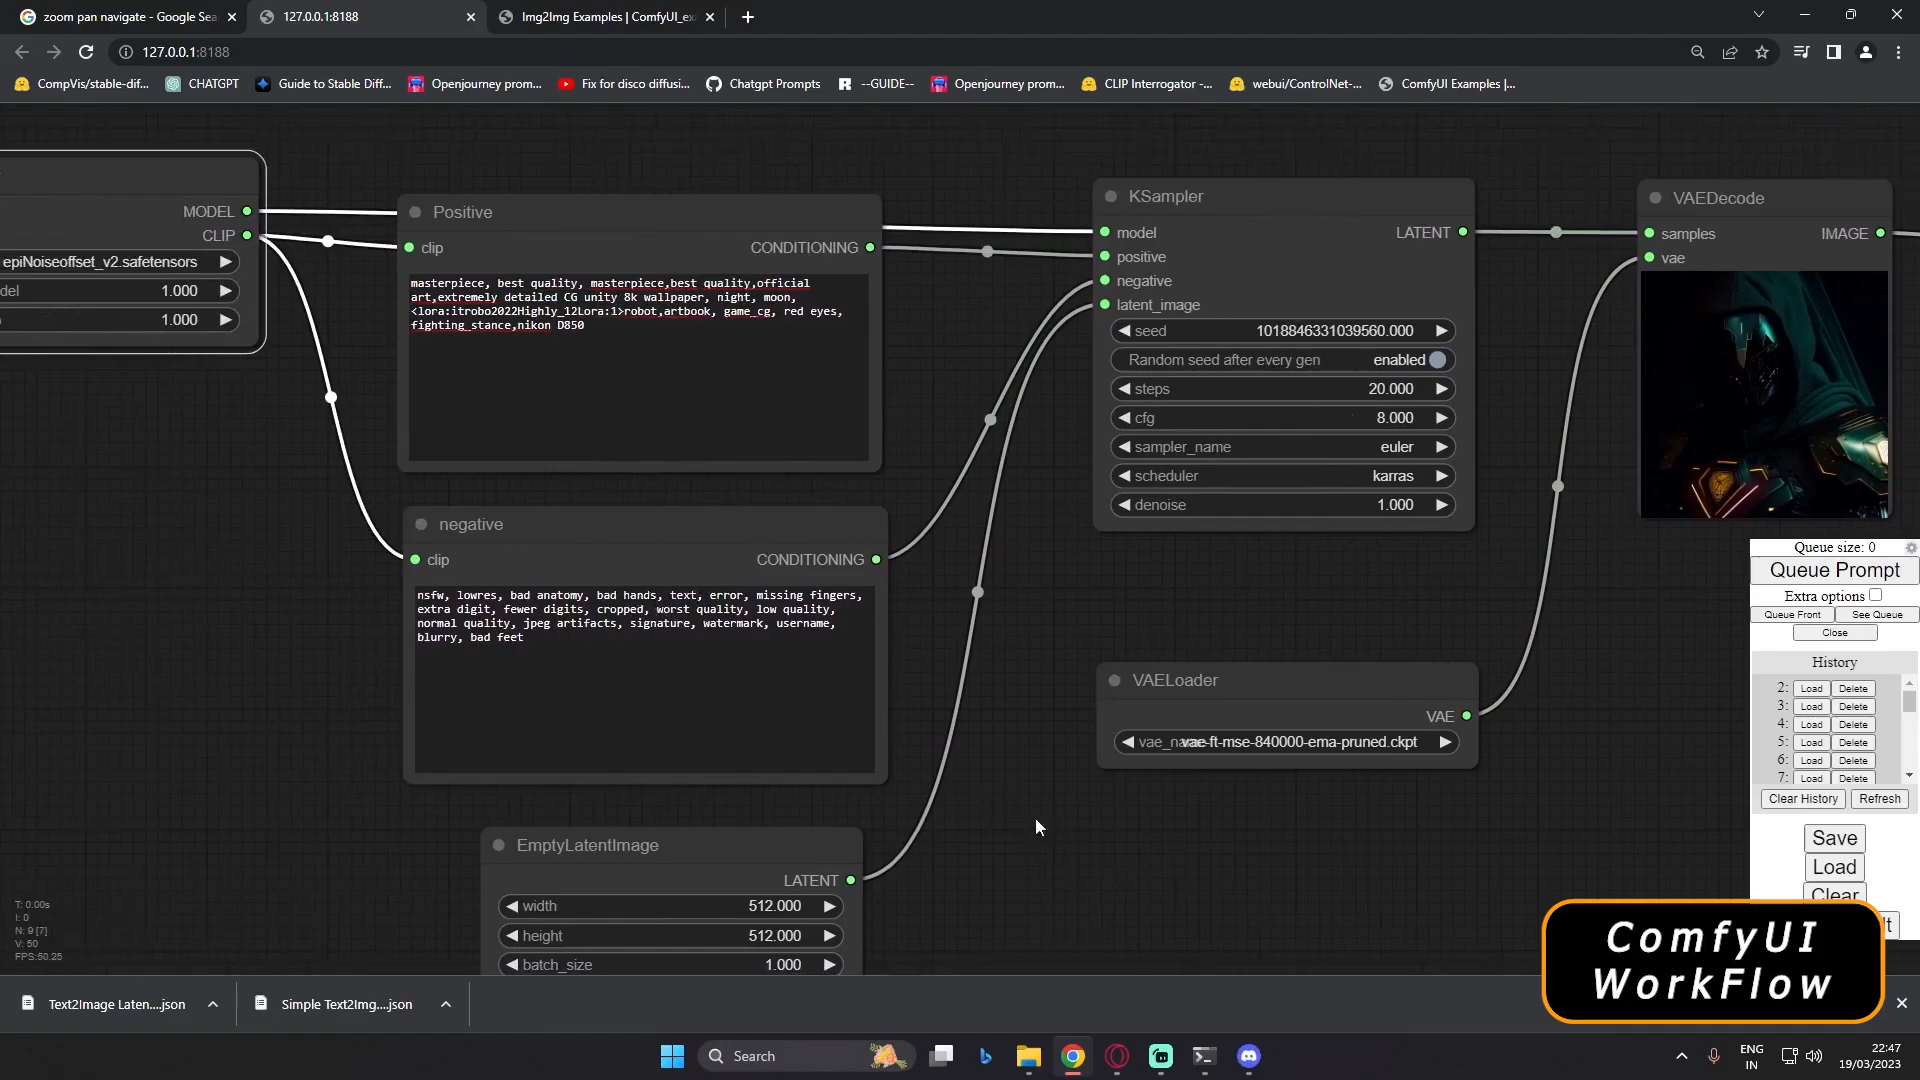 zoom pan navigate - Google Sea
127.0.0.1:8188
Img2Img Examples | ComfyUI_ex
127.0.0.1:8188
CompVis/stable-dif...
CHATGPT
Guide to Stable Diff...
Openjourney prom...
Fix for disco diffusi...
Chatgpt Prompts
--GUIDE--
Openjourney prom...
CLIP Interrogator -...
webui/ControlNet-...
ComfyUI Examples |...
MODEL
CLIP
epiNoiseoffset_v2.safetensors
del 1.000
1.000
Positive
clip CONDITIONING
masterpiece, best quality, masterpiece,best quality,official
art,extremely detailed CG unity 8k wallpaper, night, moon,
<lora:itrobo2022Highly_12Lora:1>robot,artbook, game_cg, red eyes,
fighting_stance,nikon D850
negative
clip CONDITIONING
nsfw, lowres, bad anatomy, bad hands, text, error, missing fingers,
extra digit, fewer digits, cropped, worst quality, low quality,
normal quality, jpeg artifacts, signature, watermark, username,
blurry, bad feet
EmptyLatentImage
LATENT
width 512.000
height 512.000
batch_size 1.000
KSampler
model LATENT
positive
negative
latent_image
seed 1018846331039560.000
Random seed after every gen enabled
steps 20.000
cfg 8.000
sampler_name euler
scheduler karras
denoise 1.000
VAELoader
VAE
vae-ft-mse-840000-ema-pruned.ckpt
VAEDecode
samples IMAGE
vae
Queue size: 0
Queue Prompt
Extra options
Queue Front See Queue
Close
History
2: Load Delete
3: Load Delete
4: Load Delete
5: Load Delete
6: Load Delete
7: Load Delete
Clear History Refresh
Save
Load
Clear
lt
ComfyUI
WorkFlow
T: 0.00s
I: 0
N: 9 [7]
V: 50
FPS:50.25
Text2Image Laten....json
Simple Text2Img....json
Search
ENG
IN
22:47
19/03/2023